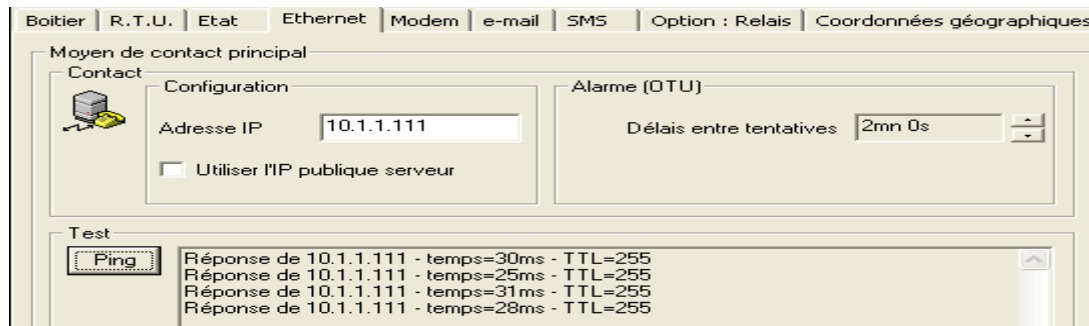 Boitier R.T.U. Etat Ethernet Modem e-mail SMS Option : Relais Coordonnées géographiques
Moyen de contact principal
Contact
Configuration
Adresse IP 10.1.1.111
Utiliser l'IP publique serveur
Alarme (OTU)
Délais entre tentatives 2mn 0s
Test
Ping
Réponse de 10.1.1.111 - temps=30ms - TTL=255
Réponse de 10.1.1.111 - temps=25ms - TTL=255
Réponse de 10.1.1.111 - temps=31ms - TTL=255
Réponse de 10.1.1.111 - temps=28ms - TTL=255